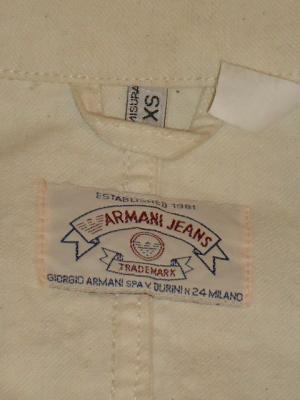 MISURA
XS
ESTABLISHED 1981
ARMANI JEANS
TRADEMARK
GIORGIO ARMANI SPA V. DURINI N 24 MILANO